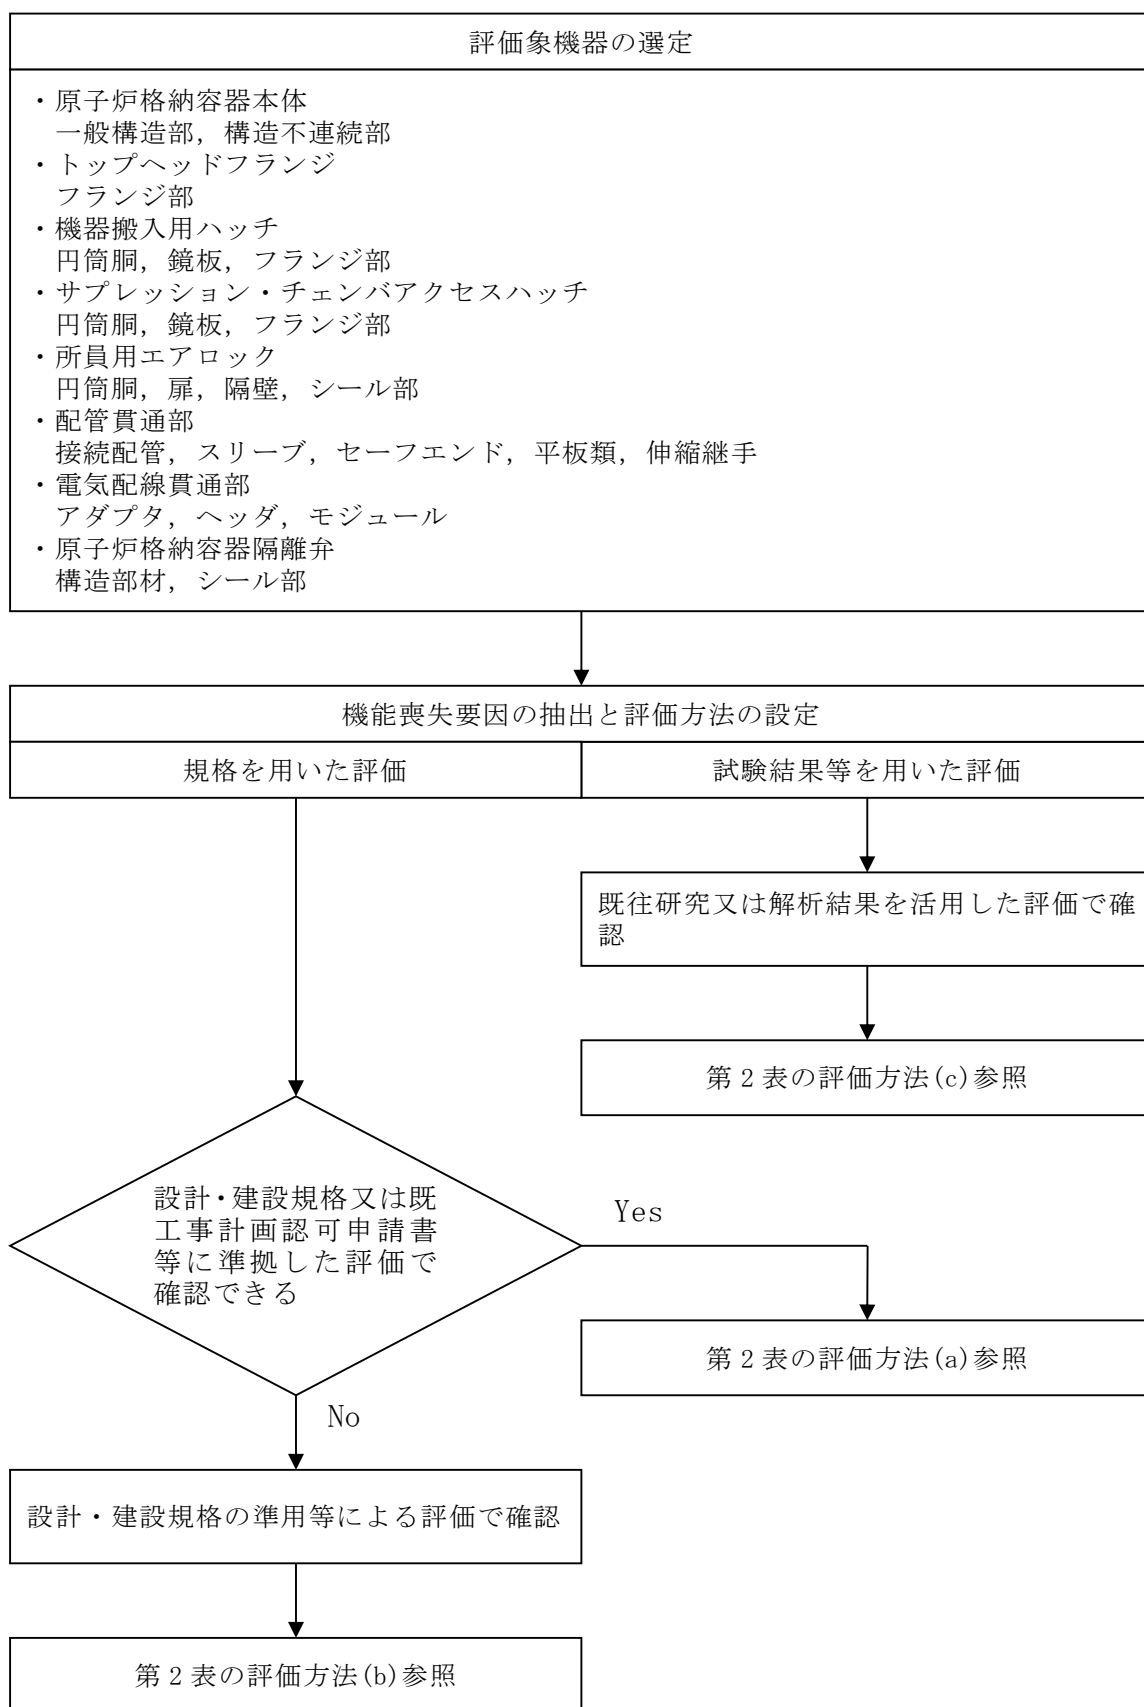 評価象機器の選定
・原子炉格納容器本体
一般構造部，構造不連続部
・トップヘッドフランジ
フランジ部
・機器搬入用ハッチ
円筒胴，鏡板，フランジ部
・サプレッション・チェンバアクセスハッチ
円筒胴，鏡板，フランジ部
・所員用エアロック
円筒胴，扉，隔壁，シール部
・配管貫通部
接続配管，スリーブ，セーフエンド，平板類，伸縮継手
・電気配線貫通部
アダプタ，ヘッダ，モジュール
・原子炉格納容器隔離弁
構造部材，シール部
機能喪失要因の抽出と評価方法の設定
規格を用いた評価
試験結果等を用いた評価
既往研究又は解析結果を活用した評価で確
認
第２表の評価方法(c)参照
設計・建設規格又は既
工事計画認可申請書
等に準拠した評価で
確認できる
Yes
第２表の評価方法(a)参照
No
設計・建設規格の準用等による評価で確認
第２表の評価方法(b)参照